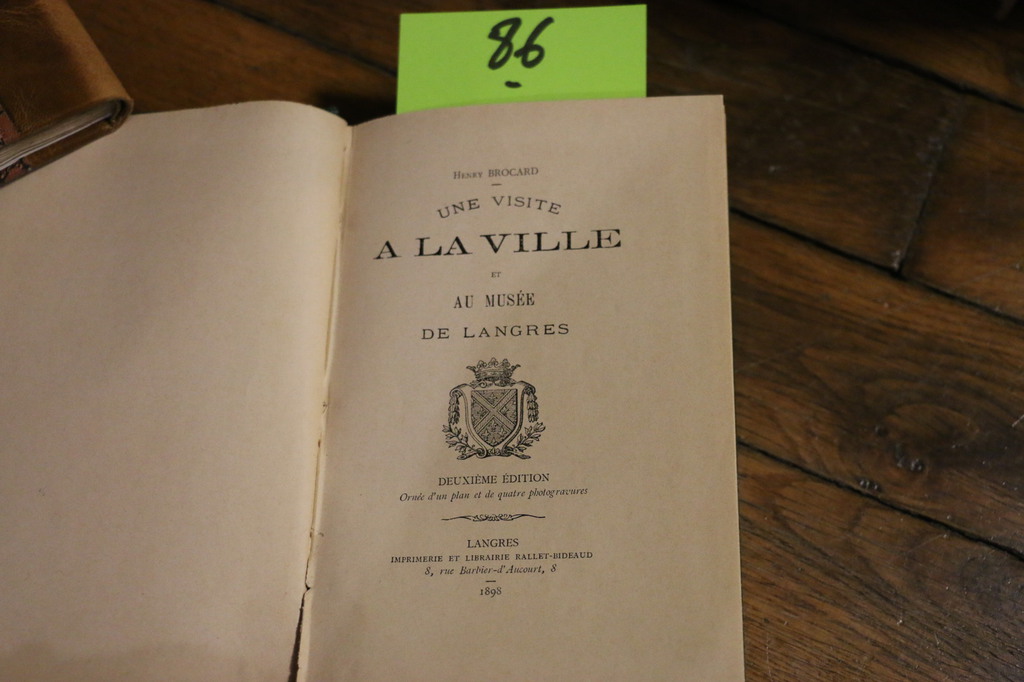 86
Henry BROCARD
UNE VISITE
A LA VILLE
ET
AU MUSÉE
DE LANGRES
DEUXIÈME ÉDITION
Ornée d'un plan et de quatre photogravures
LANGRES
IMPRIMERIE ET LIBRAIRIE RALLET-BIDEAUD
8, rue Barbier-d'Aucourt, 8
1898